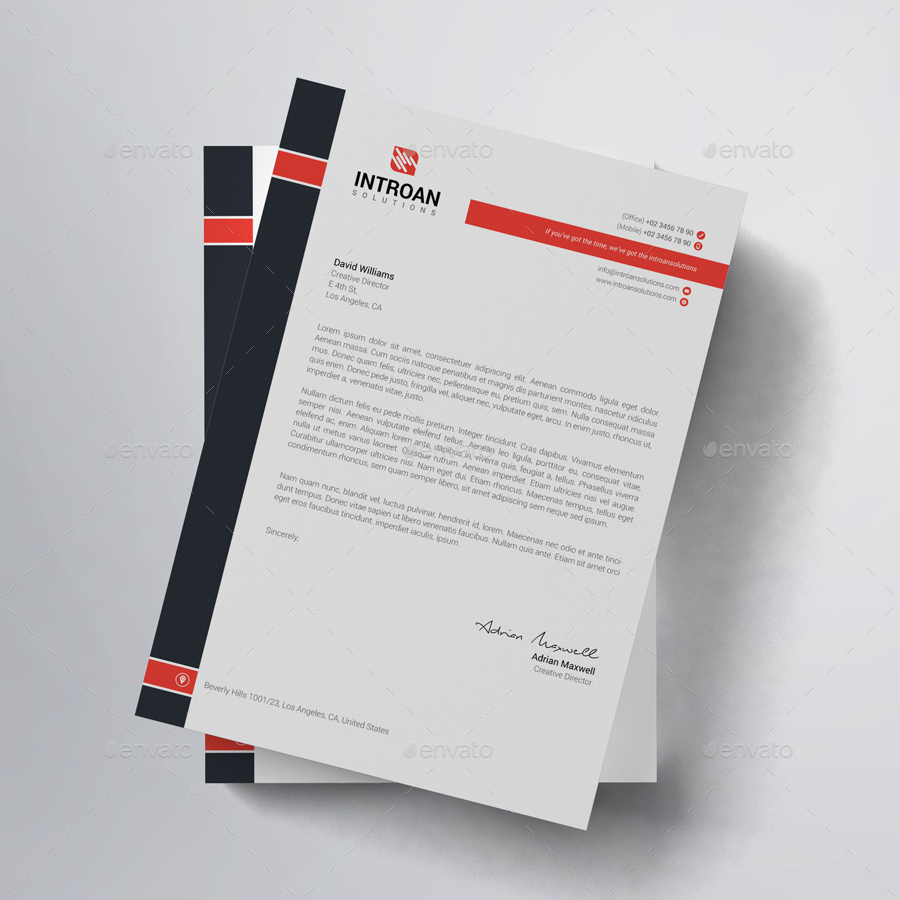 INTROAN
SOLUTIONS
(Office) +02 3456 78 90
(Mobile) +02 3456 78 90
If you've got the time, we've got the introansolutions
info@introansolutions.com
www.introansolutions.com
David Williams
Creative Director
E 4th St,
Los Angeles, CA
Lorem ipsum dolor sit amet, consectetuer adipiscing elit. Aenean commodo ligula eget dolor.
Aenean massa. Cum sociis natoque penatibus et magnis dis parturient montes, nascetur ridiculus
mus. Donec quam felis, ultricies nec, pellentesque eu, pretium quis, sem. Nulla consequat massa
quis enim. Donec pede justo, fringilla vel, aliquet nec, vulputate eget, arcu. In enim justo, rhoncus ut,
imperdiet a, venenatis vitae, justo.
Nullam dictum felis eu pede mollis pretium. Integer tincidunt. Cras dapibus. Vivamus elementum
semper nisi. Aenean vulputate eleifend tellus. Aenean leo ligula, porttitor eu, consequat vitae,
eleifend ac, enim. Aliquam lorem ante, dapibus in, viverra quis, feugiat a, tellus. Phasellus viverra
nulla ut metus varius laoreet. Quisque rutrum. Aenean imperdiet. Etiam ultricies nisi vel augue.
Curabitur ullamcorper ultricies nisi. Nam eget dui. Etiam rhoncus. Maecenas tempus, tellus eget
condimentum rhoncus, sem quam semper libero, sit amet adipiscing sem neque sed ipsum.
Nam quam nunc, blandit vel, luctus pulvinar, hendrerit id, lorem. Maecenas nec odio et ante tinci-
dunt tempus. Donec vitae sapien ut libero venenatis faucibus. Nullam quis ante. Etiam sit amet orci
eget eros faucibus tincidunt. imperdiet iaculis, ipsum.
Sincerely,
Adrian Maxwell
Adrian Maxwell
Creative Director
Beverly Hills 1001/23, Los Angeles, CA, United States
envato
envato
envato
envato
envato
envato
envato
envato
envato